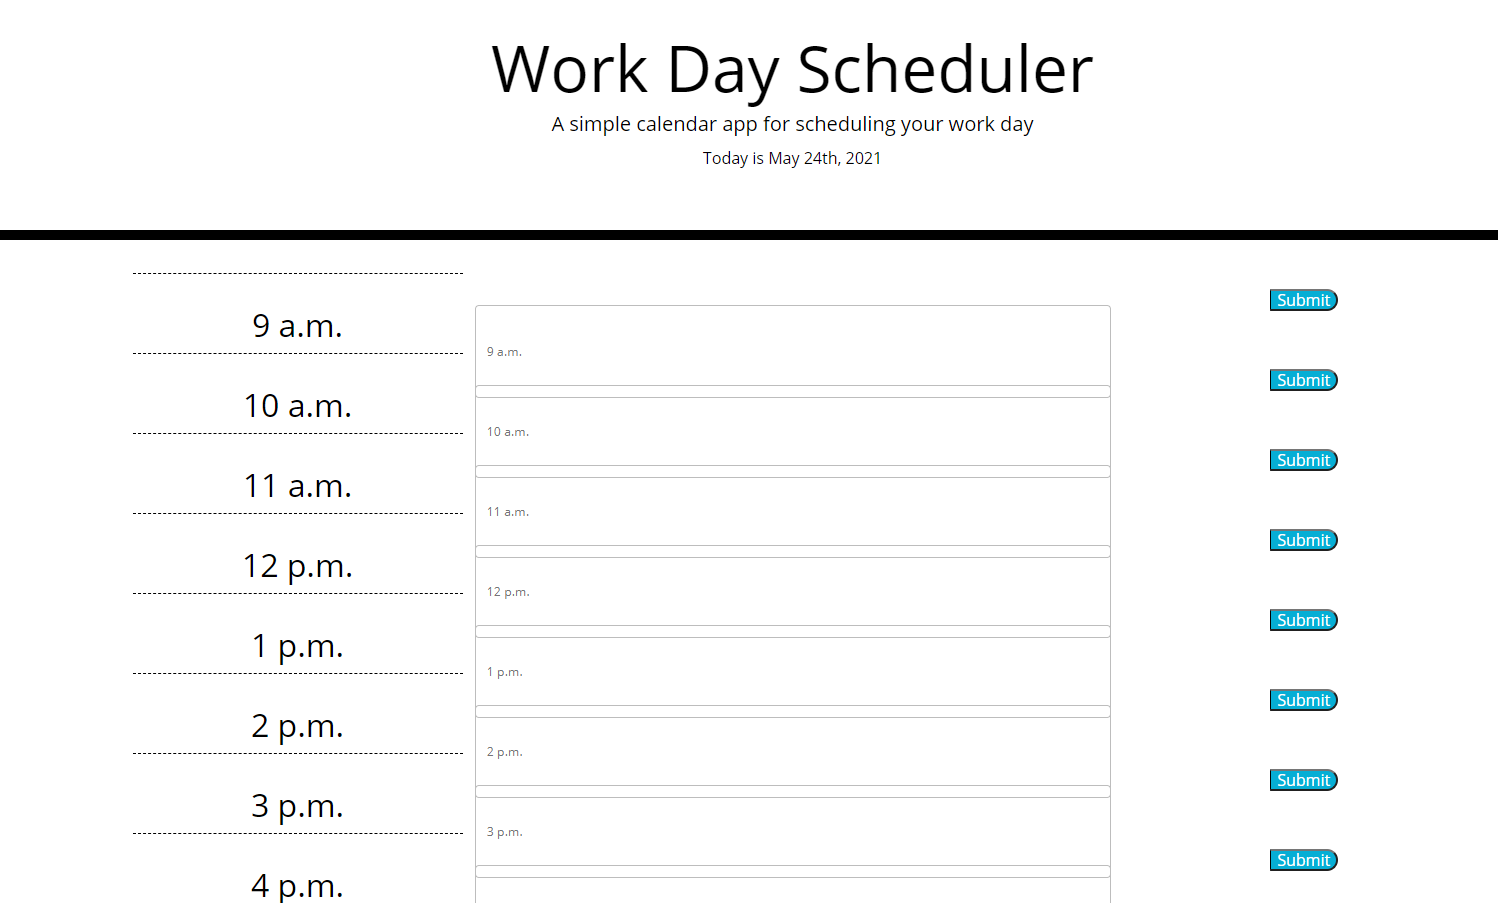 Work Day Scheduler
A simple calendar app for scheduling your work day
Today is May 24th, 2021
Submit
9 a.m.
9 a.m.
Submit
10 a.m.
10 a.m.
Submit
11 a.m.
11 a.m.
Submit
12 p.m.
12 p.m.
Submit
1 p.m.
1 p.m.
Submit
2 p.m.
2 p.m.
Submit
3 p.m.
3 p.m.
Submit
4 p.m.